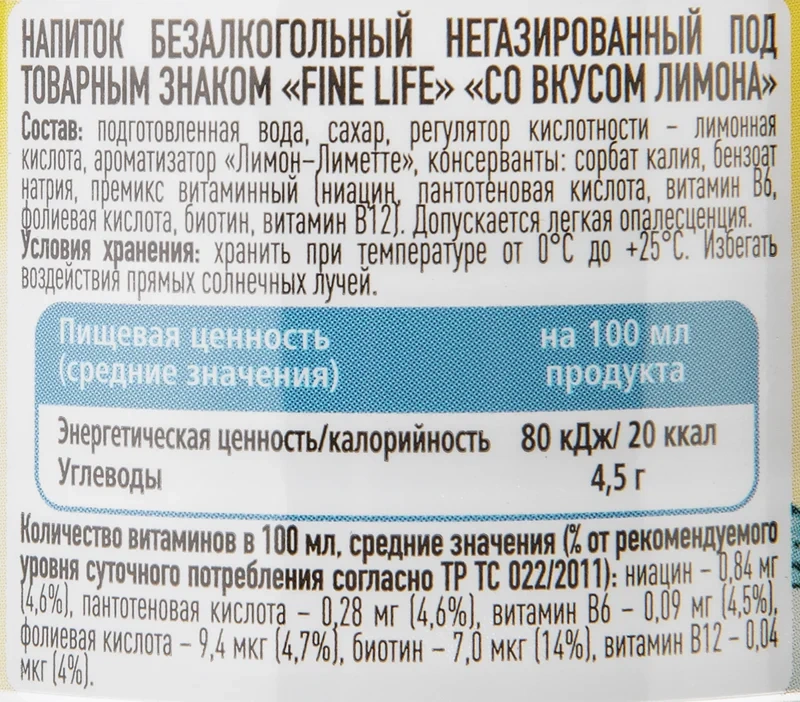 НАПИТОК БЕЗАЛКОГОЛЬНЫЙ НЕГАЗИРОВАННЫЙ ПОД
ТОВАРНЫМ ЗНАКОМ «FINE LIFE» «СО ВКУСОМ ЛИМОНА»
Состав: подготовленная вода, сахар, регулятор кислотности – лимонная
кислота, ароматизатор «Лимон–Лиметте», консерванты: сорбат калия, бензоат
натрия, премикс витаминный (ниацин, пантотеновая кислота, витамин В6,
фолиевая кислота, биотин, витамин В12). Допускается легкая опалесценция.
Условия хранения: хранить при температуре от 0°С до +25°С. Избегать
воздействия прямых солнечных лучей.
Пищевая ценность на 100 мл
(средние значения) продукта
Энергетическая ценность/калорийность 80 кДж/ 20 ккал
Углеводы 4,5 г
Количество витаминов в 100 мл, средние значения (% от рекомендуемого
уровня суточного потребления согласно ТР ТС 022/2011): ниацин – 0,84 мг
(4,6%), пантотеновая кислота – 0,28 мг (4,6%), витамин В6 – 0,09 мг (4,5%),
фолиевая кислота – 9,4 мкг (4,7%), биотин – 7,0 мкг (14%), витамин В12 – 0,04
мкг (4%).